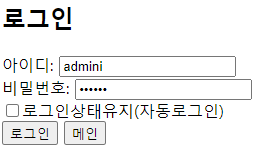 로그인
아이디: admini
비밀번호: ••••••
로그인상태유지(자동로그인)
로그인 메인